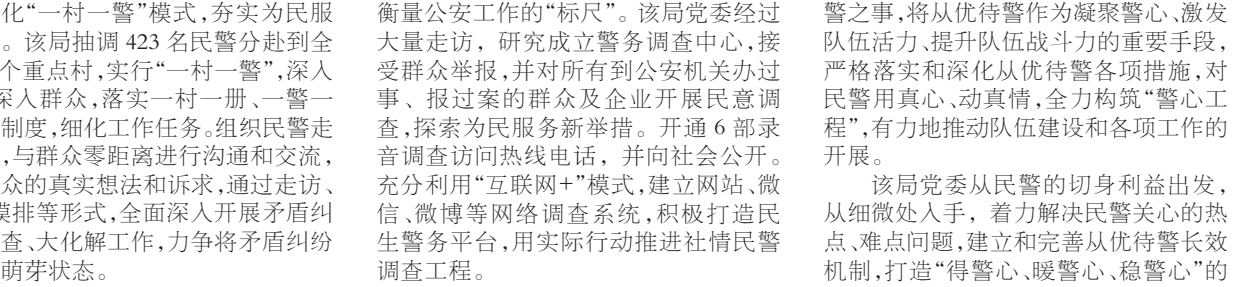 化“一村一警”模式,夯实为民服
。该局抽调 423 名民警分赴到全
个重点村,实行“一村一警”,深入
深入群众,落实一村一册、一警一
制度,细化工作任务。组织民警走
,与群众零距离进行沟通和交流,
众的真实想法和诉求,通过走访、
摸排等形式,全面深入开展矛盾纠
查、大化解工作,力争将矛盾纠纷
萌芽状态。
衡量公安工作的“标尺”。该局党委经过
大量走访，研究成立警务调查中心,接
受群众举报,并对所有到公安机关办过
事、报过案的群众及企业开展民意调
查,探索为民服务新举措。开通 6 部录
音调查访问热线电话，并向社会公开。
充分利用“互联网+”模式,建立网站、微
信、微博等网络调查系统,积极打造民
生警务平台,用实际行动推进社情民警
调查工程。
警之事,将从优待警作为凝聚警心、激发
队伍活力、提升队伍战斗力的重要手段,
严格落实和深化从优待警各项措施,对
民警用真心、动真情,全力构筑“警心工
程”,有力地推动队伍建设和各项工作的
开展。
该局党委从民警的切身利益出发,
从细微处入手，着力解决民警关心的热
点、难点问题,建立和完善从优待警长效
机制,打造“得警心、暖警心、稳警心”的